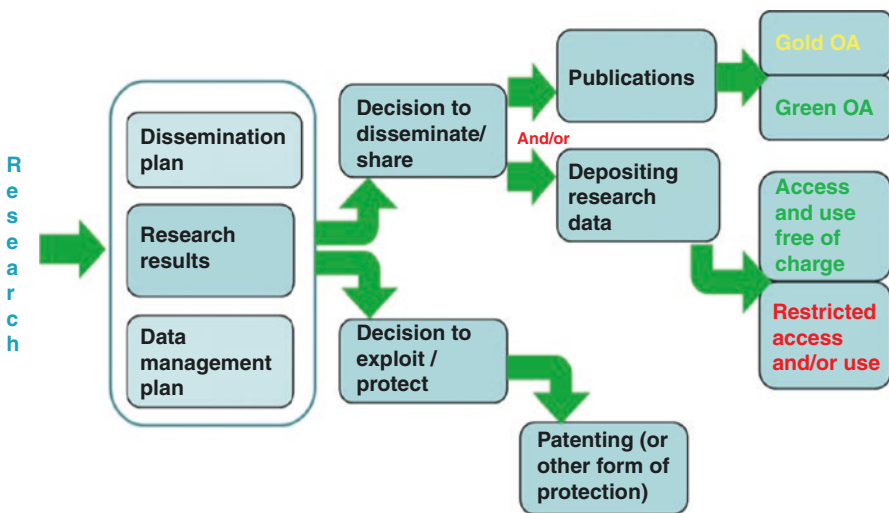 Research
Dissemination
plan
Research
results
Data
management
plan
Decision to
disseminate/
share
Decision to
exploit /
protect
And/or
Publications
Depositing
research
data
Patenting (or
other form of
protection)
Gold OA
Green OA
Access
and use
free of
charge
Restricted
access
and/or use